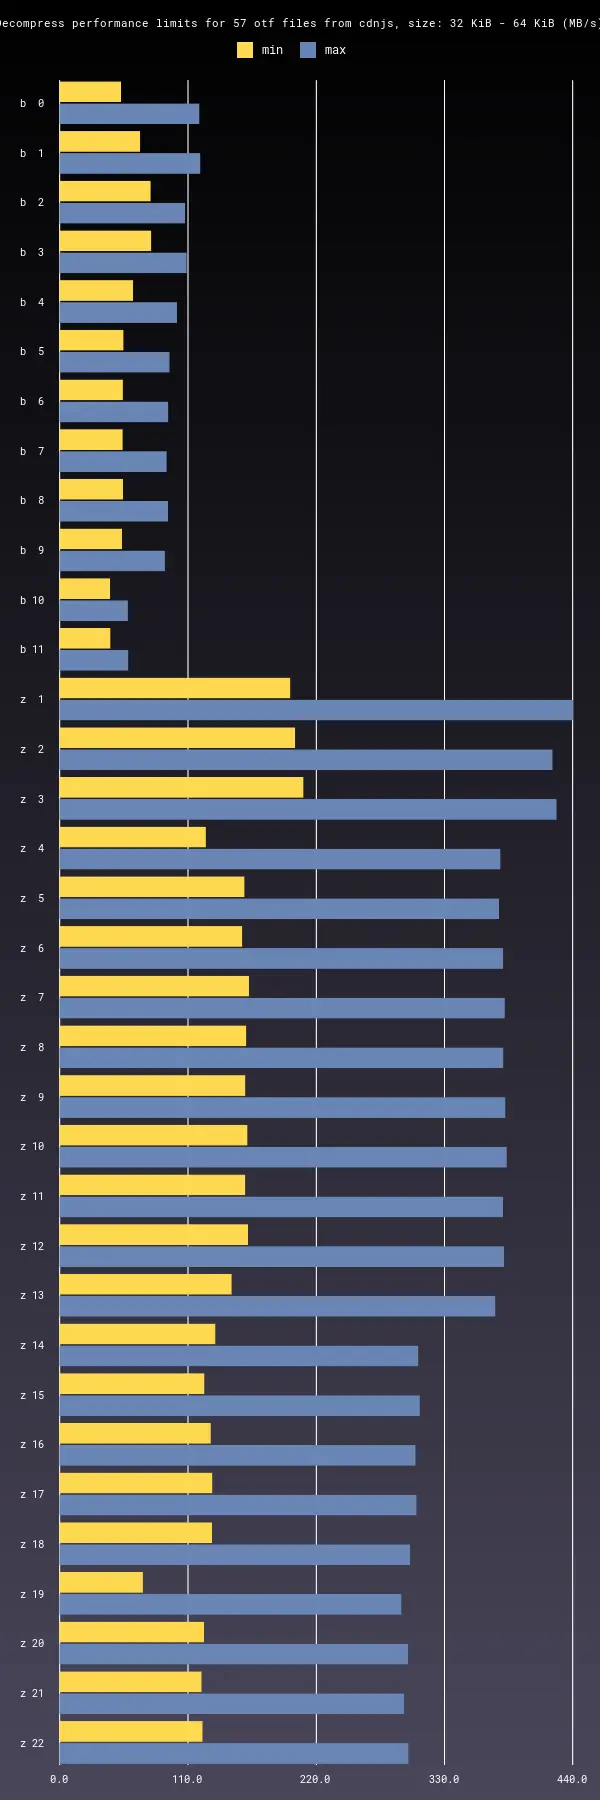 ecompress performance limits for 57 otf files from cdnjs, size: 32 KiB - 64 KiB (MB/s)
min max
b 0
b 1
b 2
b 3
b 4
b 5
b 6
b 7
b 8
b 9
b 10
b 11
z 1
z 2
z 3
z 4
z 5
z 6
z 7
z 8
z 9
z 10
z 11
z 12
z 13
z 14
z 15
z 16
z 17
z 18
z 19
z 20
z 21
z 22
0.0 110.0 220.0 330.0 440.0